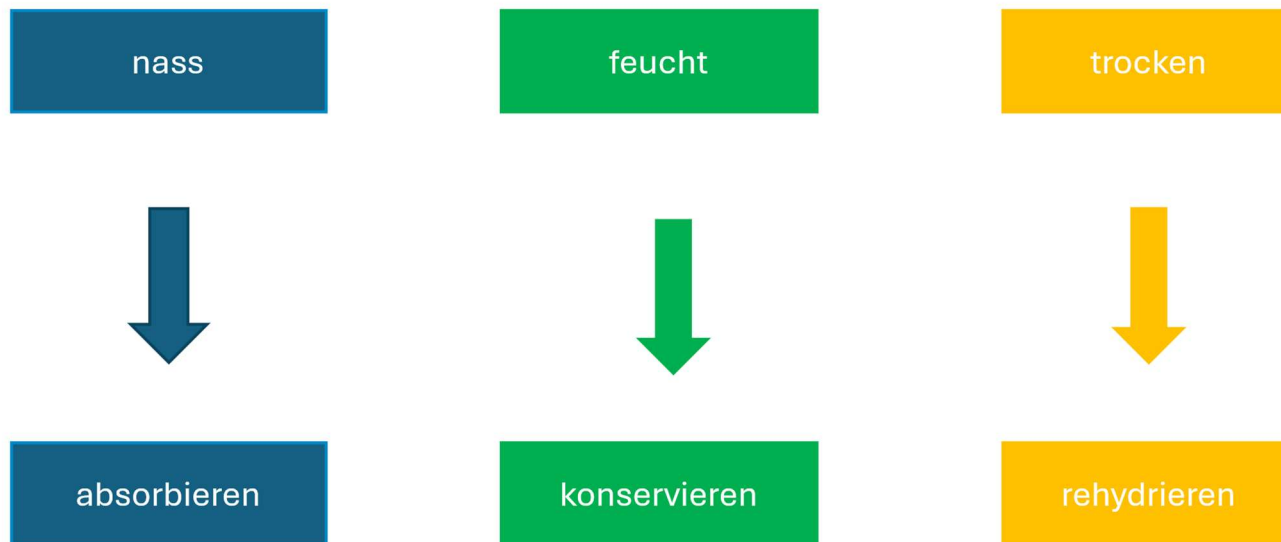 nass
feucht
trocken
absorbieren
konservieren
rehydrieren